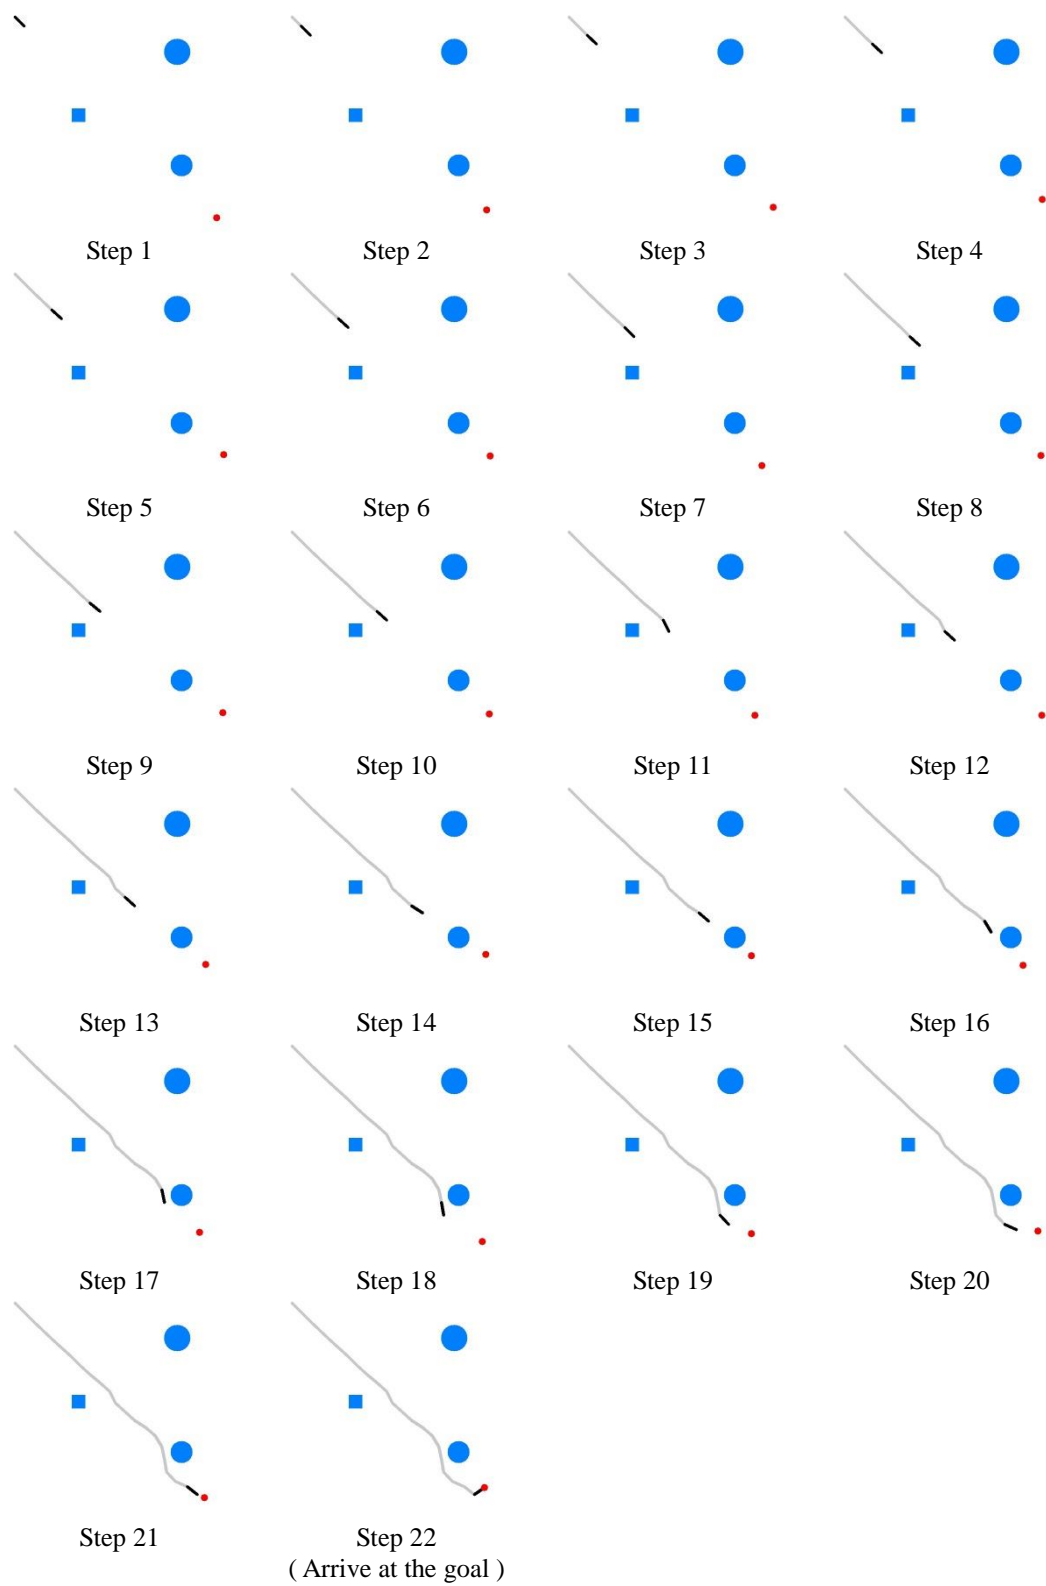 Step 1
Step 2
Step 3
Step 4
Step 5
Step 6
Step 7
Step 8
Step 9
Step 10
Step 11
Step 12
Step 13
Step 14
Step 15
Step 16
Step 17
Step 18
Step 19
Step 20
Step 21
Step 22
( Arrive at the goal )